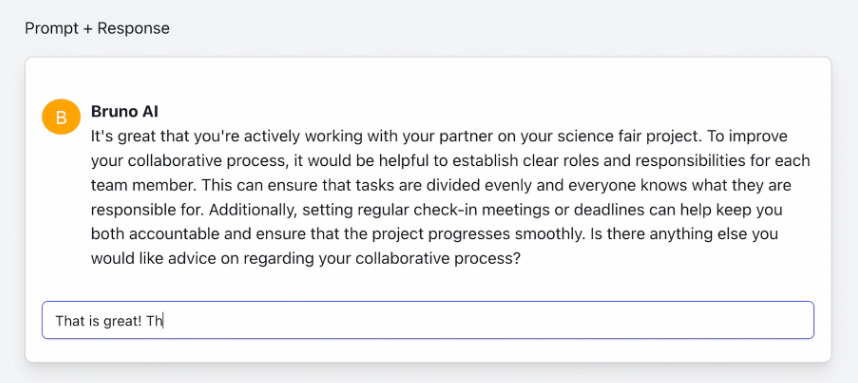 Prompt + Response
B
Bruno AI
It's great that you're actively working with your partner on your science fair project. To improve
your collaborative process, it would be helpful to establish clear roles and responsibilities for each
team member. This can ensure that tasks are divided evenly and everyone knows what they are
responsible for. Additionally, setting regular check-in meetings or deadlines can help keep you
both accountable and ensure that the project progresses smoothly. Is there anything else you
would like advice on regarding your collaborative process?
That is great! Th